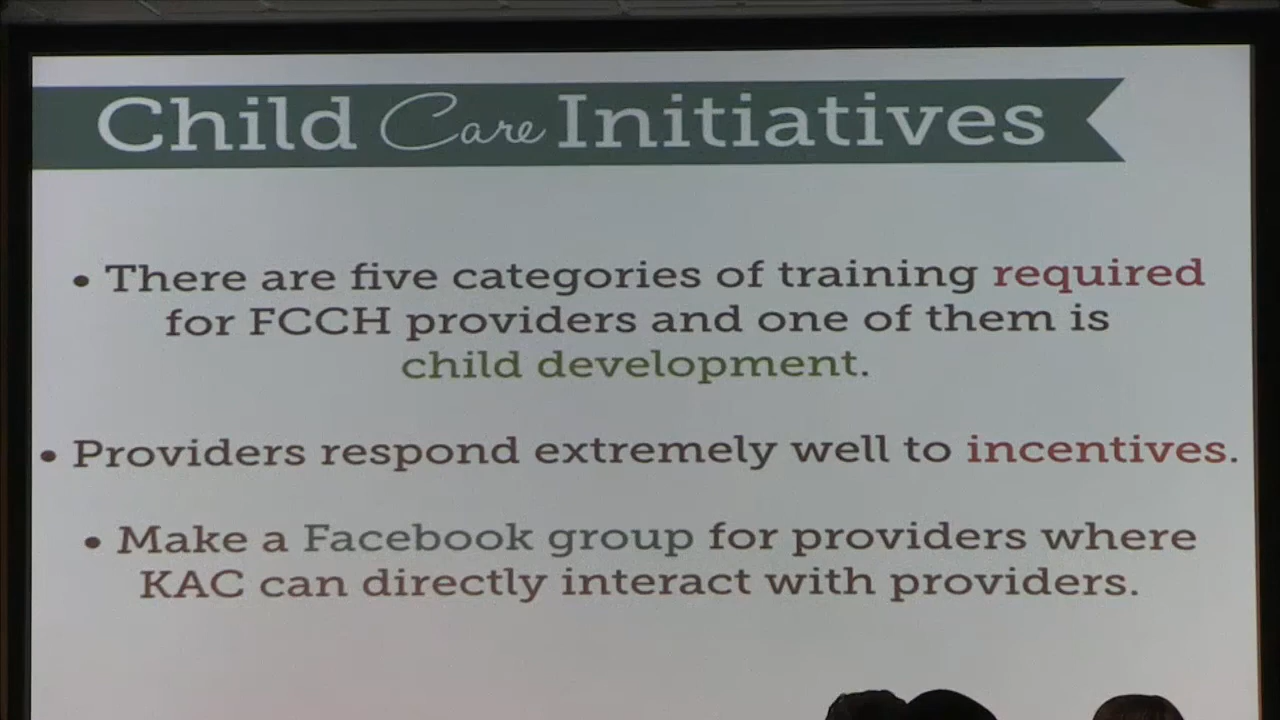 Child Care Initiatives
• There are five categories of training required
for FCCH providers and one of them is
child development.
• Providers respond extremely well to incentives.
• Make a Facebook group for providers where
KAC can directly interact with providers.